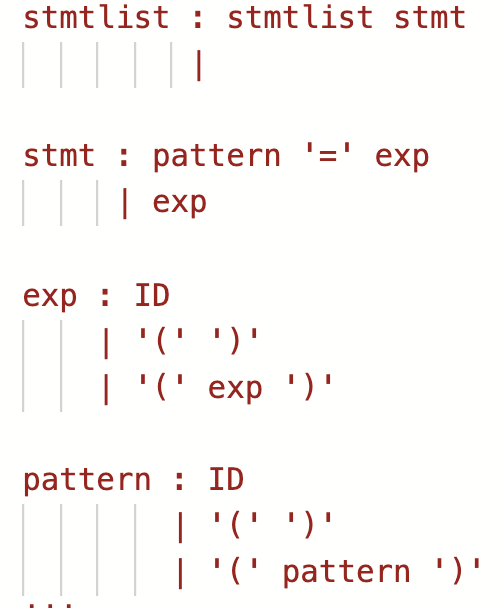 stmtlist : stmtlist stmt
|
stmt : pattern '=' exp
| exp
exp : ID
| '(' ')'
| '(' exp ')'
pattern : ID
| '(' ')'
| '(' pattern ')'
'''